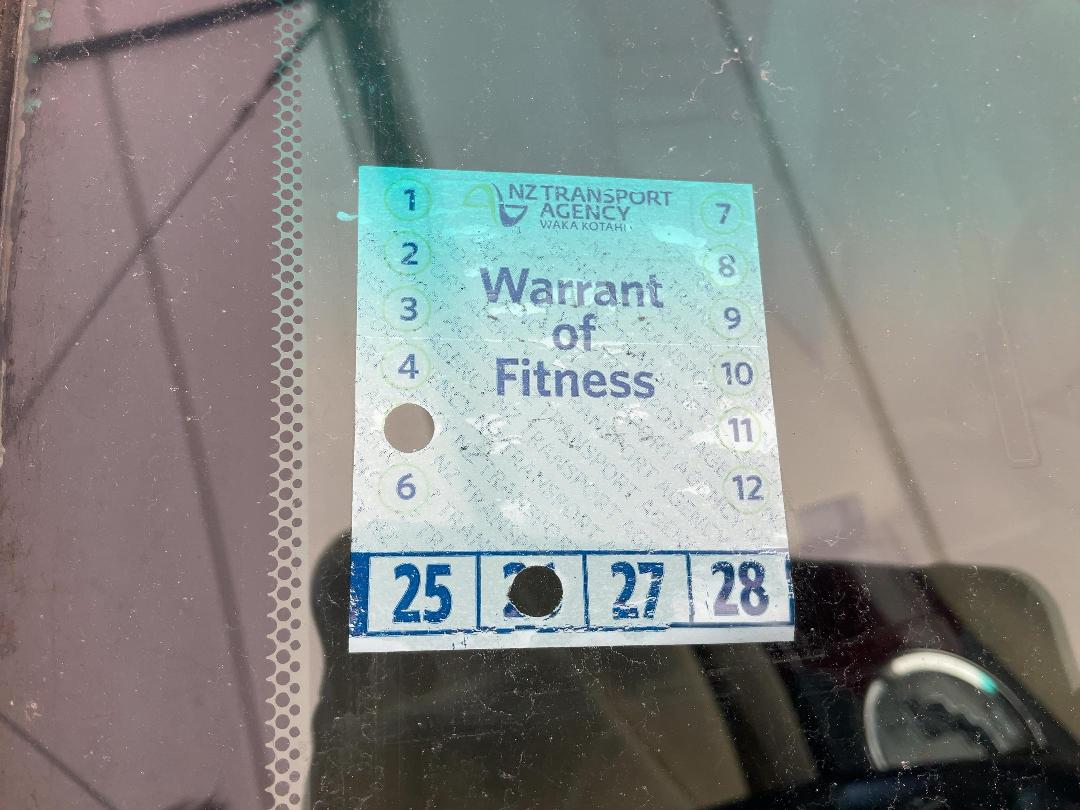 NZ TRANSPORT
AGENCY
WAKA KOTAHI
Warrant
of
Fitness
1
2
3
4
6
7
8
9
10
11
12
25
27
28